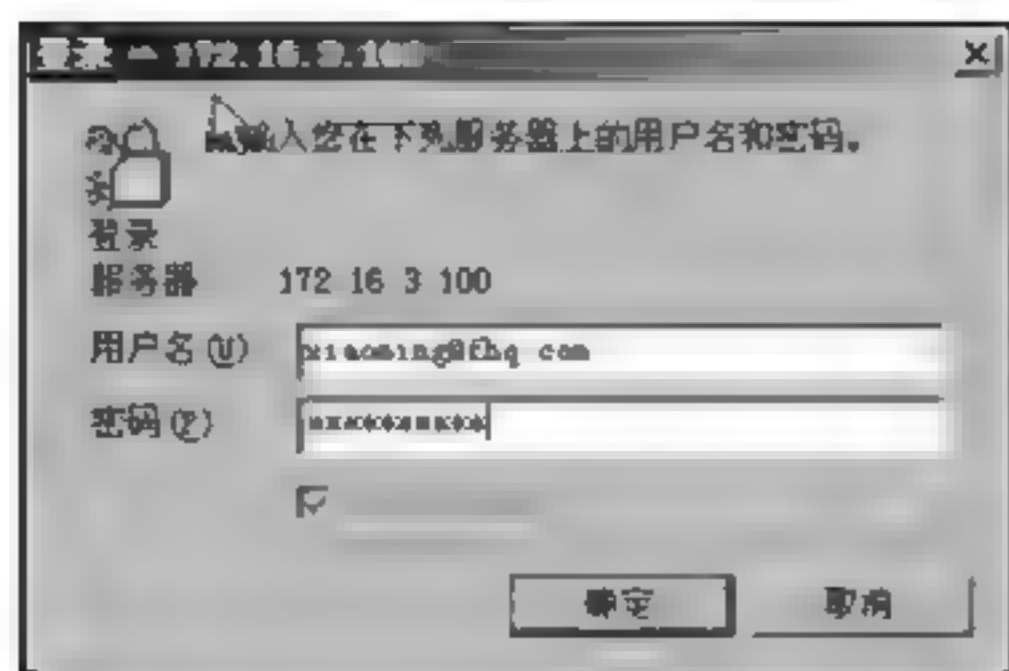 登录 - 172.16.3.100
输入您在下列服务器上的用户名和密码。
登录
服务器 172 16 3 100
用户名(U) xiaoming@fhq com
密码(P) **********
确定 取消